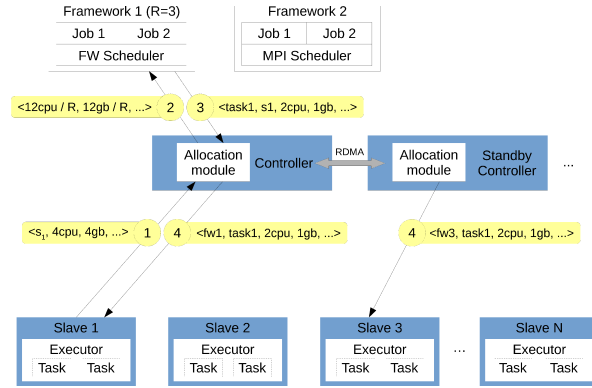 Framework 1 (R=3)
Job 1 Job 2
FW Scheduler
Framework 2
Job 1 Job 2
MPI Scheduler
<12cpu / R, 12gb / R, ...> 2
3 <task1, s1, 2cpu, 1gb, ...>
Allocation
module
Controller
RDMA
Allocation
module
Standby
Controller
...
<s1, 4cpu, 4gb, ...> 1
4 <fw1, task1, 2cpu, 1gb, ...>
4 <fw3, task1, 2cpu, 1gb, ...>
Slave 1
Executor
Task Task
Slave 2
Executor
Task Task
Slave 3
Executor
Task Task
...
Slave N
Executor
Task Task